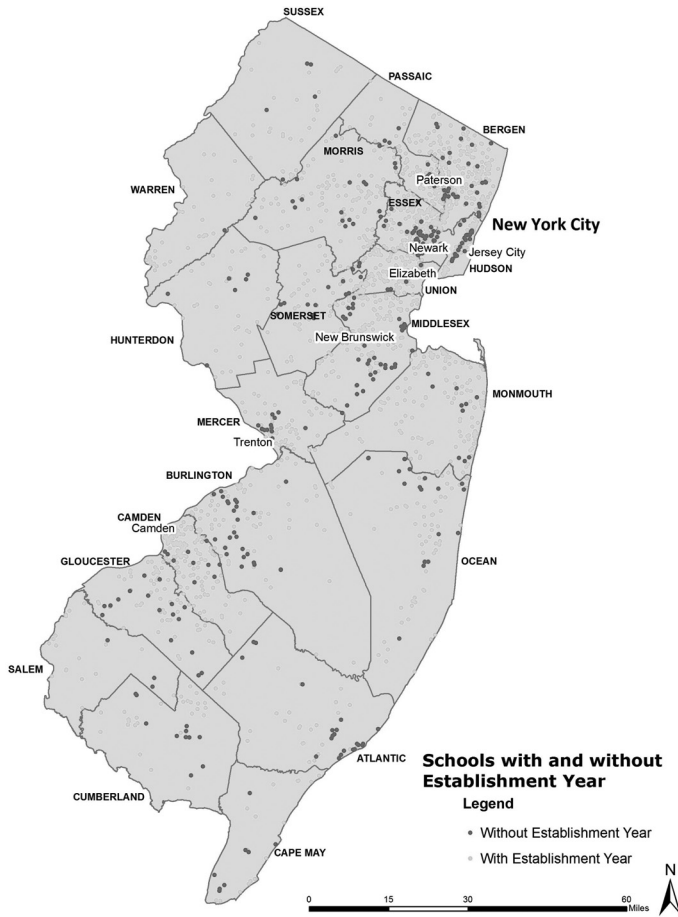 SUSSEX
PASSAIC
BERGEN
MORRIS
WARREN
Paterson
ESSEX
New York City
Newark
Jersey City
HUDSON
Elizabeth
UNION
SOMERSET
MIDDLESEX
HUNTERDON
New Brunswick
MONMOUTH
MERCER
Trenton
BURLINGTON
CAMDEN
Camden
GLOUCESTER
OCEAN
SALEM
ATLANTIC
Schools with and without
Establishment Year
CUMBERLAND
Legend
Without Establishment Year
CAPE MAY
With Establishment Year
N
0 15 30 60
Miles